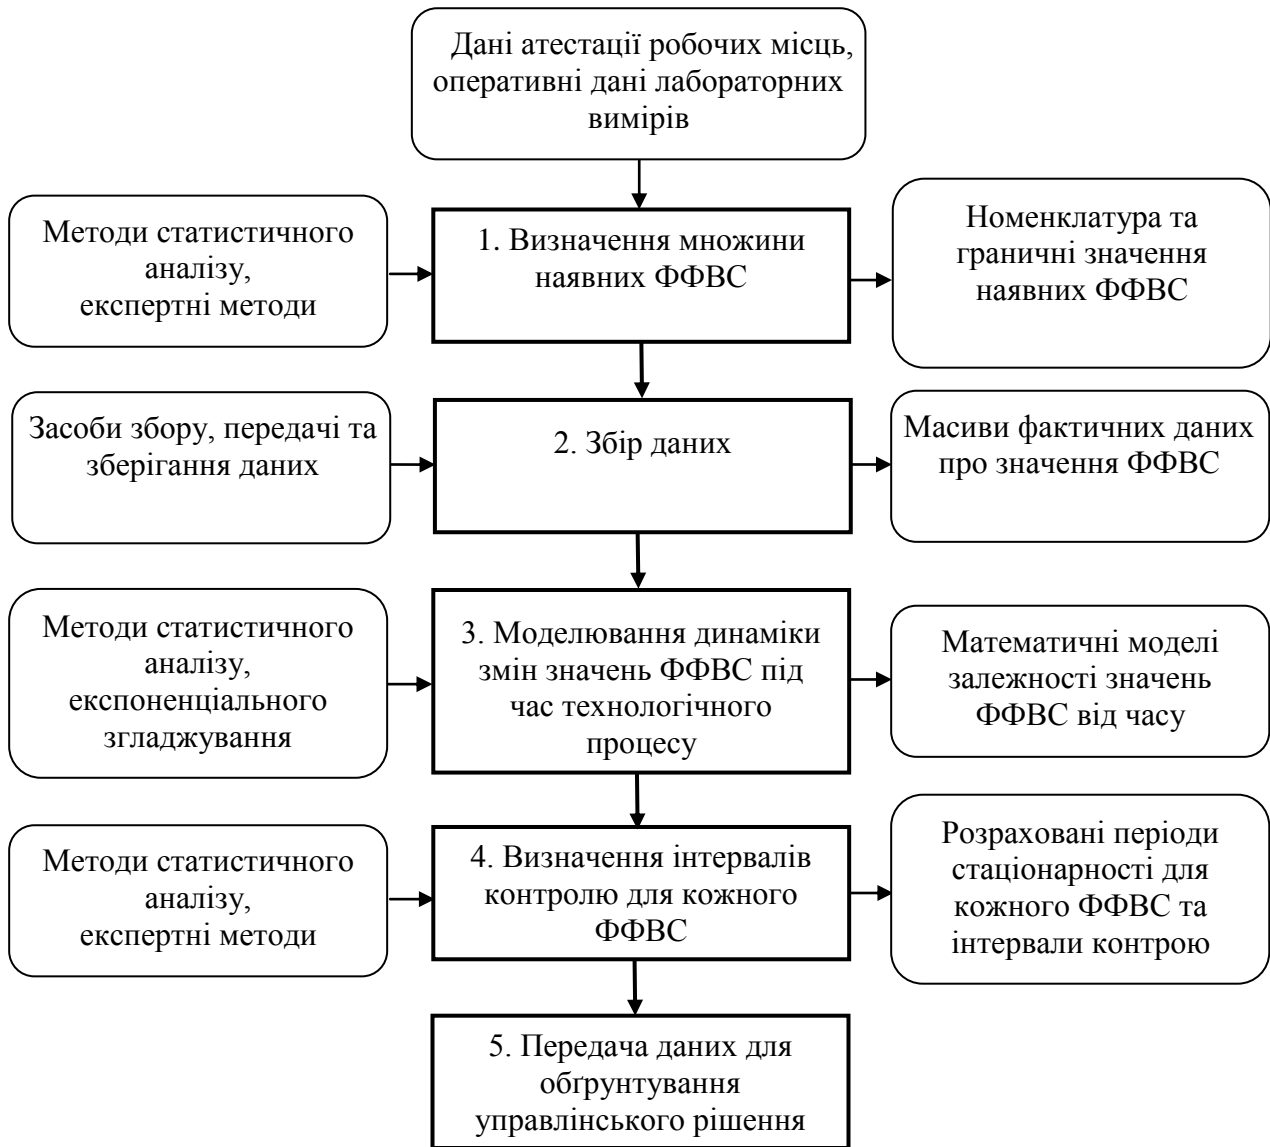 Дані атестації робочих місць,
оперативні дані лабораторних
вимірів
Методи статистичного
аналізу,
експертні методи
1. Визначення множини
наявних ФФВС
Номенклатура та
граничні значення
наявних ФФВС
Засоби збору, передачі та
зберігання даних
2. Збір даних
Масиви фактичних даних
про значення ФФВС
Методи статистичного
аналізу,
експоненціального
згладжування
3. Моделювання динаміки
змін значень ФФВС під
час технологічного
процесу
Математичні моделі
залежності значень
ФФВС від часу
Методи статистичного
аналізу,
експертні методи
4. Визначення інтервалів
контролю для кожного
ФФВС
Розраховані періоди
стаціонарності для
кожного ФФВС та
інтервали контрою
5. Передача даних для
обґрунтування
управлінського рішення